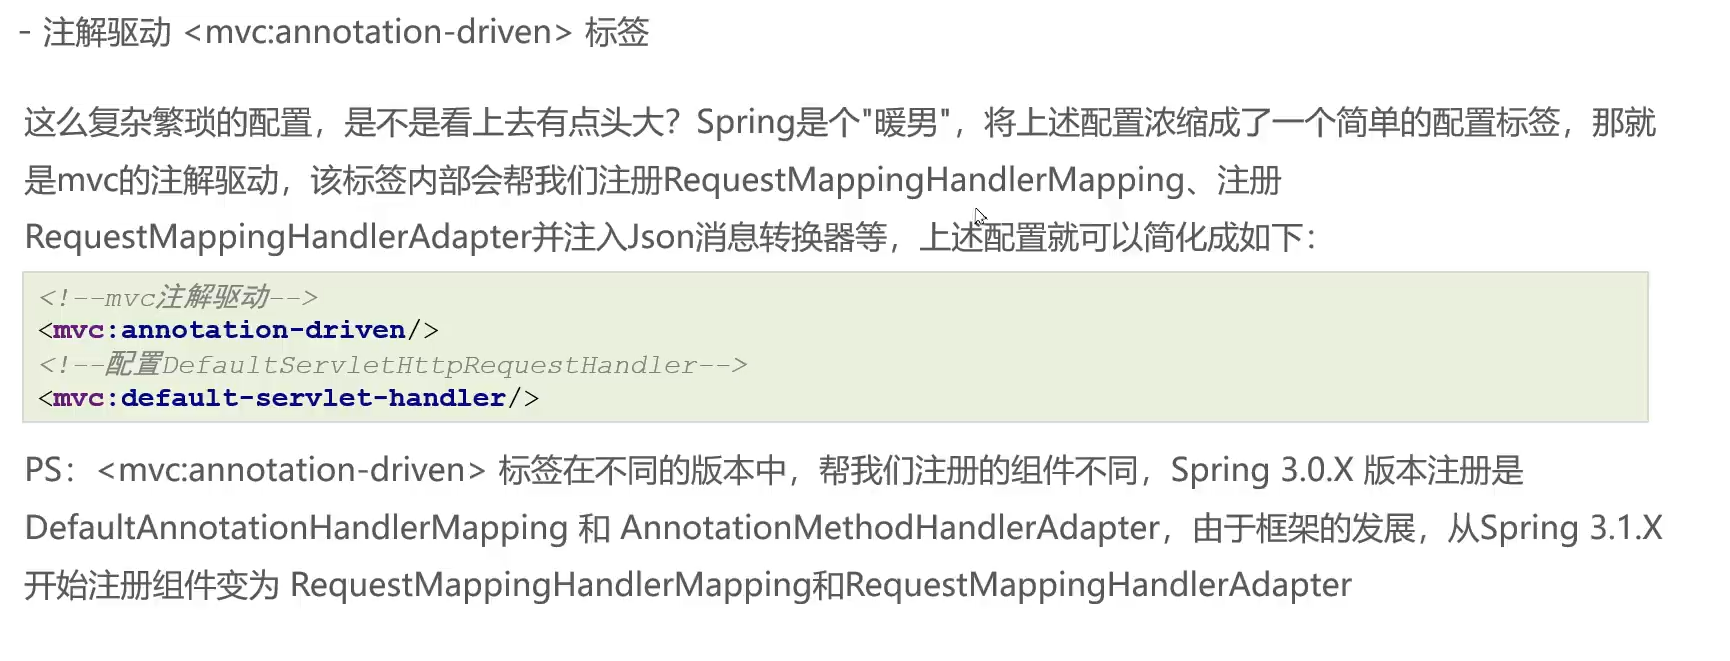 - 注解驱动 <mvc:annotation-driven> 标签
这么复杂繁琐的配置，是不是看上去有点头大？Spring是个"暖男"，将上述配置浓缩成了一个简单的配置标签，那就
是mvc的注解驱动，该标签内部会帮我们注册RequestMappingHandlerMapping、注册
RequestMappingHandlerAdapter并注入Json消息转换器等，上述配置就可以简化成如下：
<!--mvc注解驱动-->
<mvc:annotation-driven/>
<!--配置DefaultServletHttpRequestHandler-->
<mvc:default-servlet-handler/>
PS：<mvc:annotation-driven> 标签在不同的版本中，帮我们注册的组件不同，Spring 3.0.X 版本注册是
DefaultAnnotationHandlerMapping 和 AnnotationMethodHandlerAdapter，由于框架的发展，从Spring 3.1.X
开始注册组件变为 RequestMappingHandlerMapping和RequestMappingHandlerAdapter